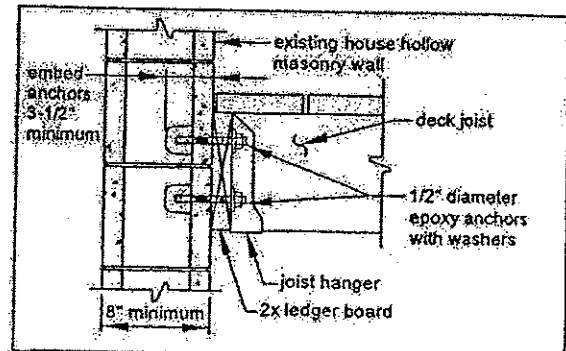 existing house hollow
masonry wall
embed
anchors
3-1/2"
minimum
deck joist
1/2" diameter
epoxy anchors
with washers
joist hanger
2x ledger board
8" minimum